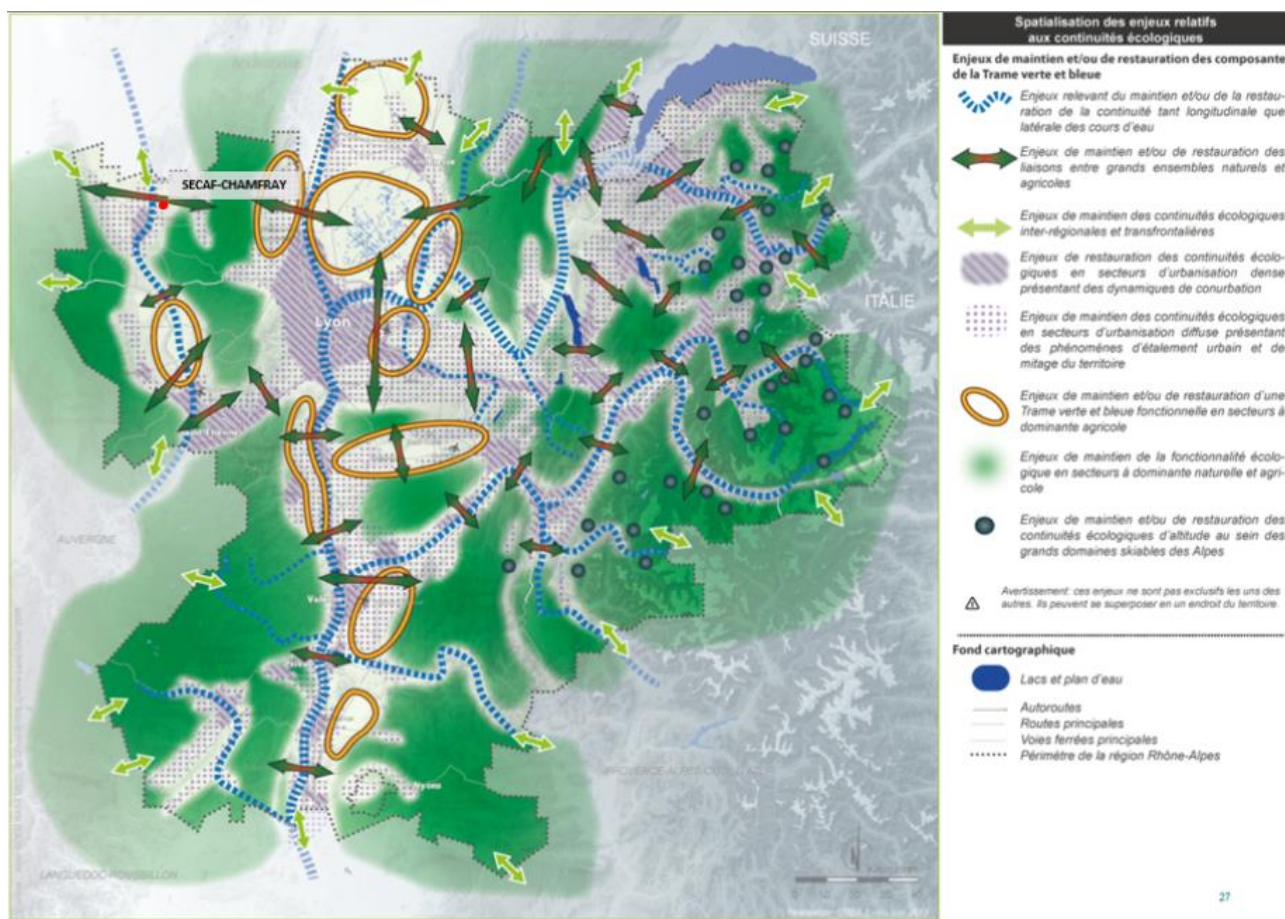 SUISSE
SECAF-CHAMFRAY
Lyon
ITALIE
AUVERGNE
LANGUEDOC-ROUSSILLON
Spatialisation des enjeux relatifs
aux continuités écologiques
Enjeux de maintien et/ou de restauration des composante
de la Trame verte et bleue
Enjeux relevant du maintien et/ou de la restau-
ration de la continuité tant longitudinale que
latérale des cours d'eau
Enjeux de maintien et/ou de restauration des
liaisons entre grands ensembles naturels et
agricoles
Enjeux de maintien des continuités écologiques
inter-régionales et transfrontalières
Enjeux de restauration des continuités écolo-
giques en secteurs d'urbanisation dense
présentant des dynamiques de conurbation
Enjeux de maintien des continuités écologiques
en secteurs d'urbanisation diffuse présentant
des phénomènes d'étalement urbain et de
mitage du territoire
Enjeux de maintien et/ou de restauration d'une
Trame verte et bleue fonctionnelle en secteurs à
dominante agricole
Enjeux de maintien de la fonctionnalité écolo-
gique en secteurs à dominante naturelle et agri-
cole
Enjeux de maintien et/ou de restauration des
continuités écologiques d'altitude au sein des
grands domaines skiables des Alpes
Avertissement: ces enjeux ne sont pas exclusifs les uns des
autres. Ils peuvent se superposer en un endroit du territoire.
Fond cartographique
Lacs et plan d'eau
Autoroutes
Routes principales
Voies ferrées principales
Périmètre de la région Rhône-Alpes
27